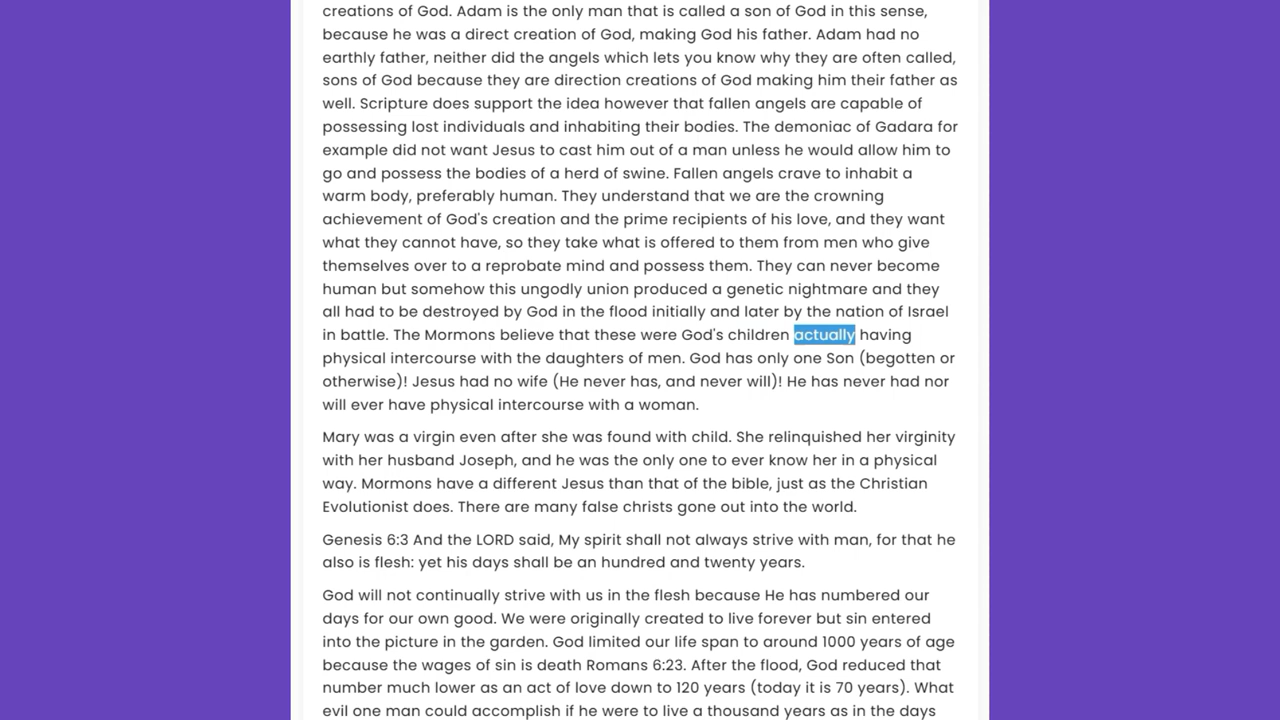 creations of God. Adam is the only man that is called a son of God in this sense,
because he was a direct creation of God, making God his father. Adam had no
earthly father, neither did the angels which lets you know why they are often called,
sons of God because they are direction creations of God making him their father as
well. Scripture does support the idea however that fallen angels are capable of
possessing lost individuals and inhabiting their bodies. The demoniac of Gadara for
example did not want Jesus to cast him out of a man unless he would allow him to
go and possess the bodies of a herd of swine. Fallen angels crave to inhabit a
warm body, preferably human. They understand that we are the crowning
achievement of God's creation and the prime recipients of his love, and they want
what they cannot have, so they take what is offered to them from men who give
themselves over to a reprobate mind and possess them. They can never become
human but somehow this ungodly union produced a genetic nightmare and they
all had to be destroyed by God in the flood initially and later by the nation of Israel
in battle. The Mormons believe that these were God's children actually having
physical intercourse with the daughters of men. God has only one Son (begotten or
otherwise)! Jesus had no wife (He never has, and never will)! He has never had nor
will ever have physical intercourse with a woman.
Mary was a virgin even after she was found with child. She relinquished her virginity
with her husband Joseph, and he was the only one to ever know her in a physical
way. Mormons have a different Jesus than that of the bible, just as the Christian
Evolutionist does. There are many false christs gone out into the world.
Genesis 6:3 And the LORD said, My spirit shall not always strive with man, for that he
also is flesh: yet his days shall be an hundred and twenty years.
God will not continually strive with us in the flesh because He has numbered our
days for our own good. We were originally created to live forever but sin entered
into the picture in the garden. God limited our life span to around 1000 years of age
because the wages of sin is death Romans 6:23. After the flood, God reduced that
number much lower as an act of love down to 120 years (today it is 70 years). What
evil one man could accomplish if he were to live a thousand years as in the days